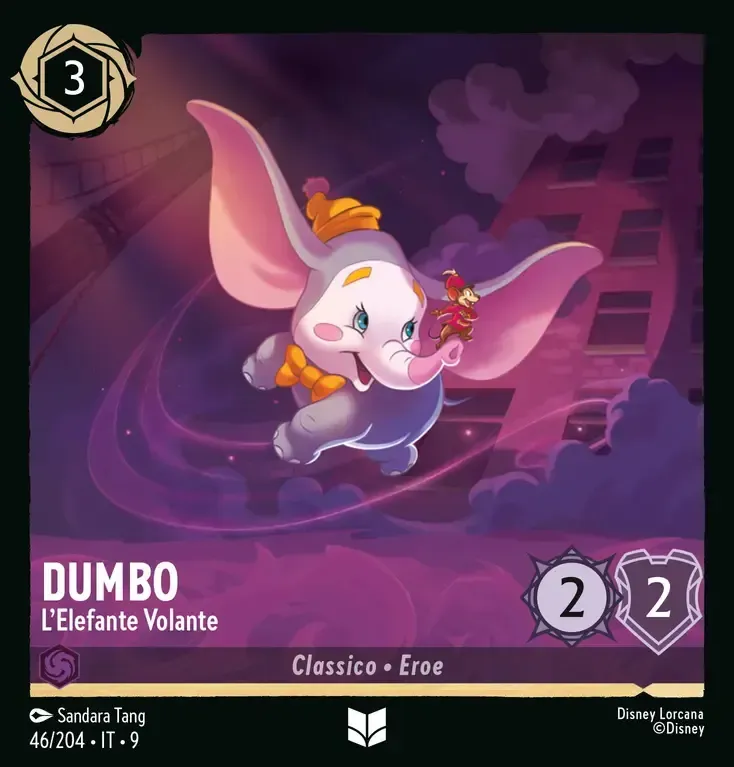 3
DUMBO
L'Elefante Volante
2
2
Classico • Eroe
Sandara Tang
46/204 • IT • 9
Disney Lorcana
©Disney